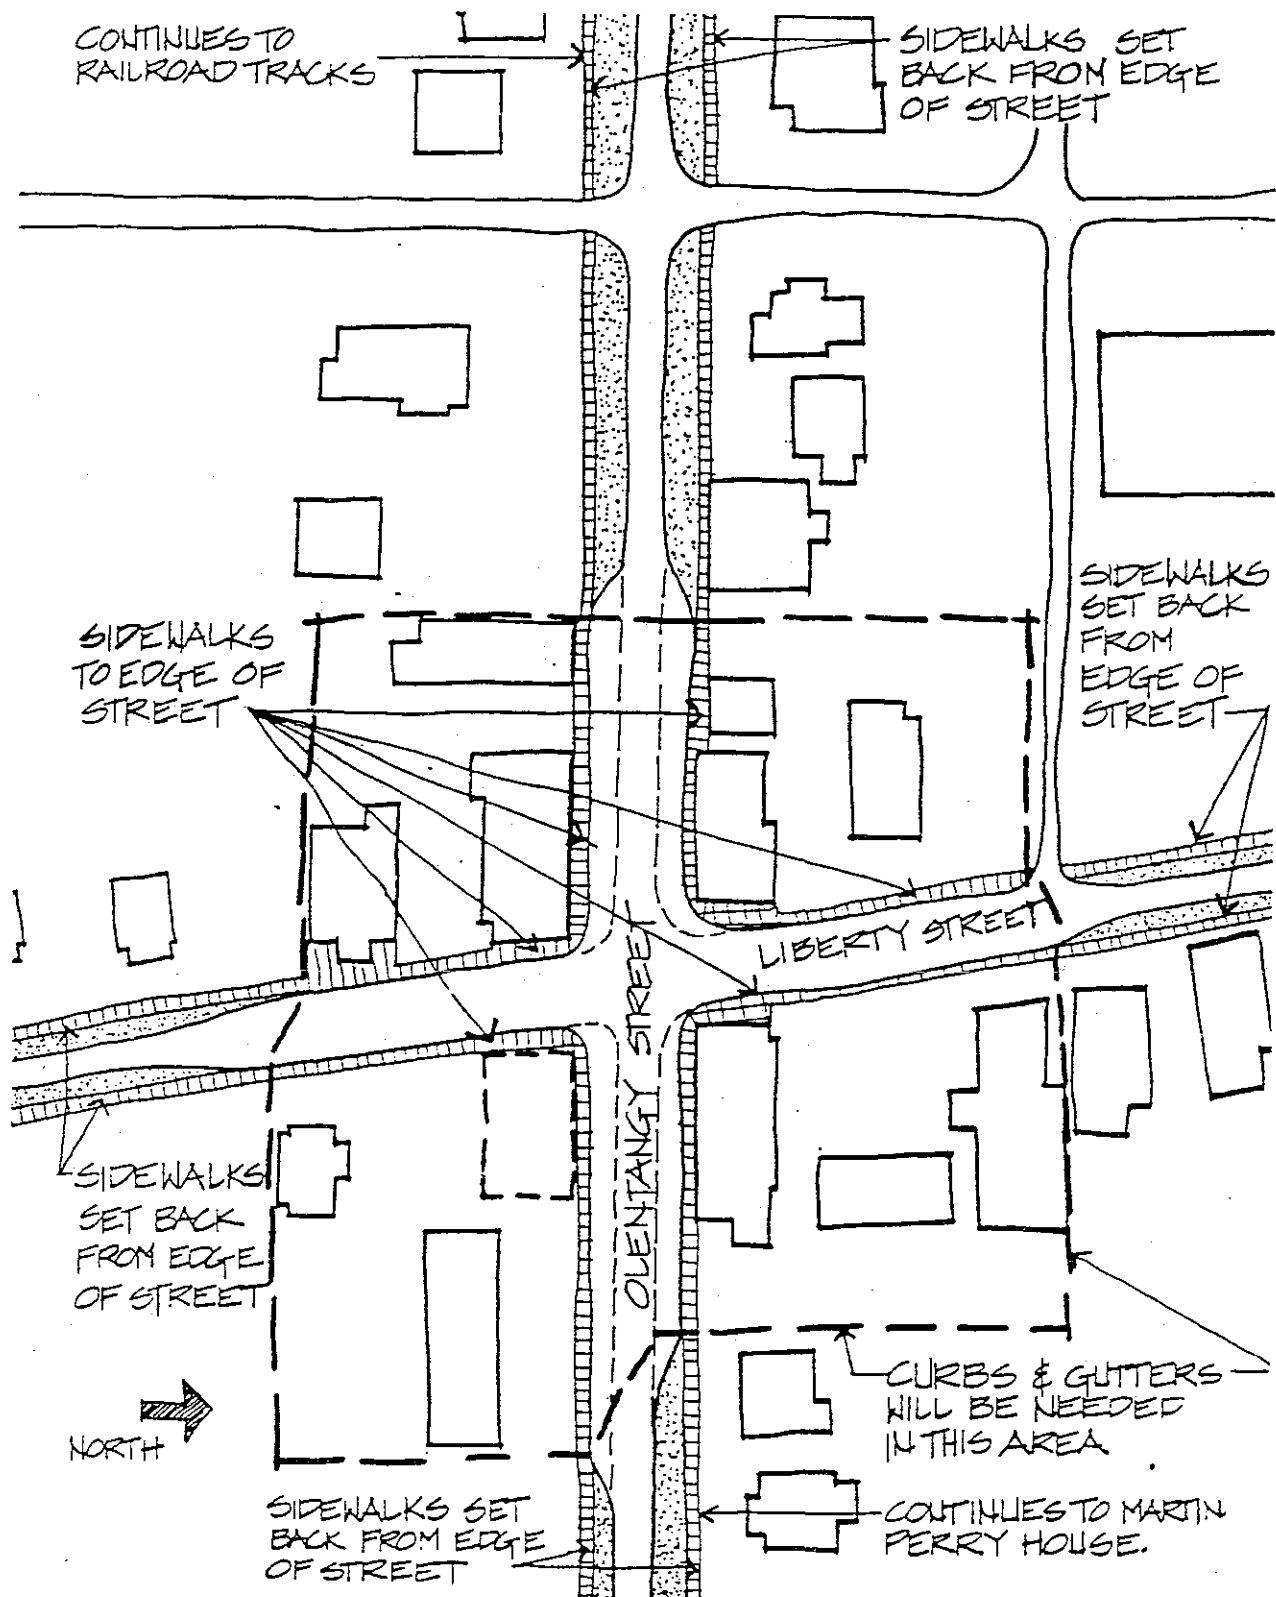 CONTINUES TO
RAILROAD TRACKS
SIDEWALKS SET
BACK FROM EDGE
OF STREET
SIDEWALKS
SET BACK
FROM
EDGE OF
STREET
SIDEWALKS
TO EDGE OF
STREET
LIBERTY STREET
OLENTANGY STREET
SIDEWALKS
SET BACK
FROM EDGE
OF STREET
CURBS & GUTTERS
WILL BE NEEDED
IN THIS AREA
NORTH
SIDEWALKS SET
BACK FROM EDGE
OF STREET
CONTINUES TO MARTIN
PERRY HOUSE.